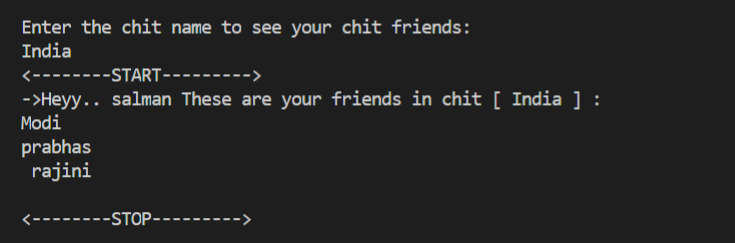 Enter the chit name to see your chit friends:
India
<--------START--------->
->Heyy.. salman These are your friends in chit [ India ] :
Modi
prabhas
 rajini
<--------STOP--------->